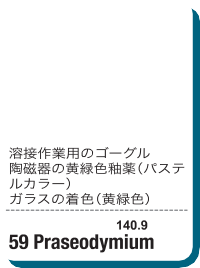 溶接作業用のゴーグル
陶磁器の黄緑色釉薬（パステ
ルカラー）
ガラスの着色（黄緑色）
140.9
59 Praseodymium